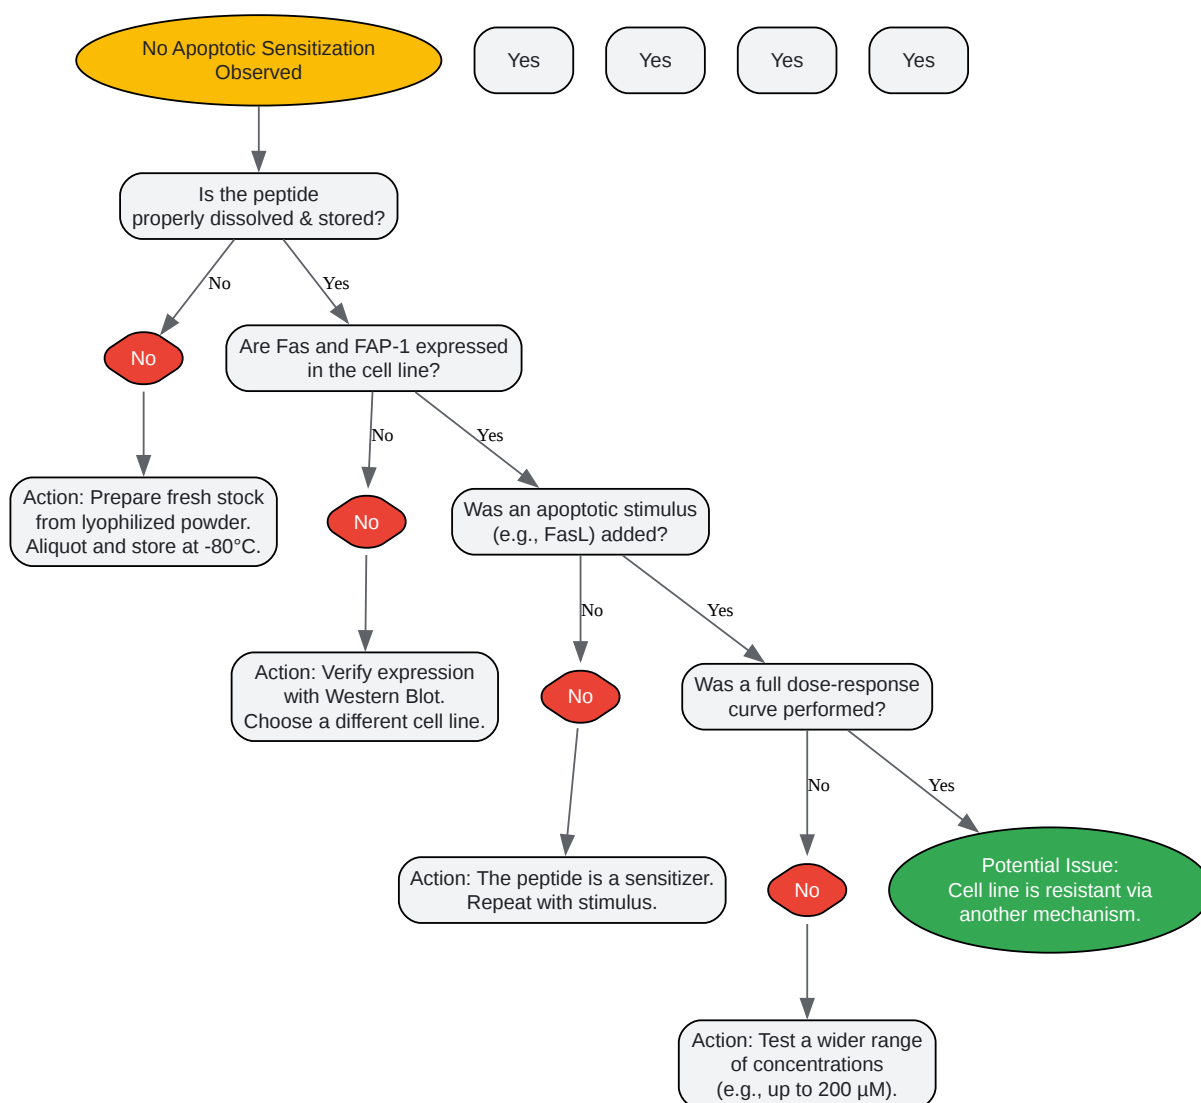 No Apoptotic Sensitization
Observed
Yes
Yes
Yes
Yes
Is the peptide
properly dissolved & stored?
No
Yes
No
Are Fas and FAP-1 expressed
in the cell line?
No
Yes
Action: Prepare fresh stock
from lyophilized powder.
Aliquot and store at -80°C.
No
Was an apoptotic stimulus
(e.g., FasL) added?
No
Yes
Action: Verify expression
with Western Blot.
Choose a different cell line.
No
Was a full dose-response
curve performed?
No
Yes
Action: The peptide is a sensitizer.
Repeat with stimulus.
No
Potential Issue:
Cell line is resistant via
another mechanism.
Action: Test a wider range
of concentrations
(e.g., up to 200 µM).